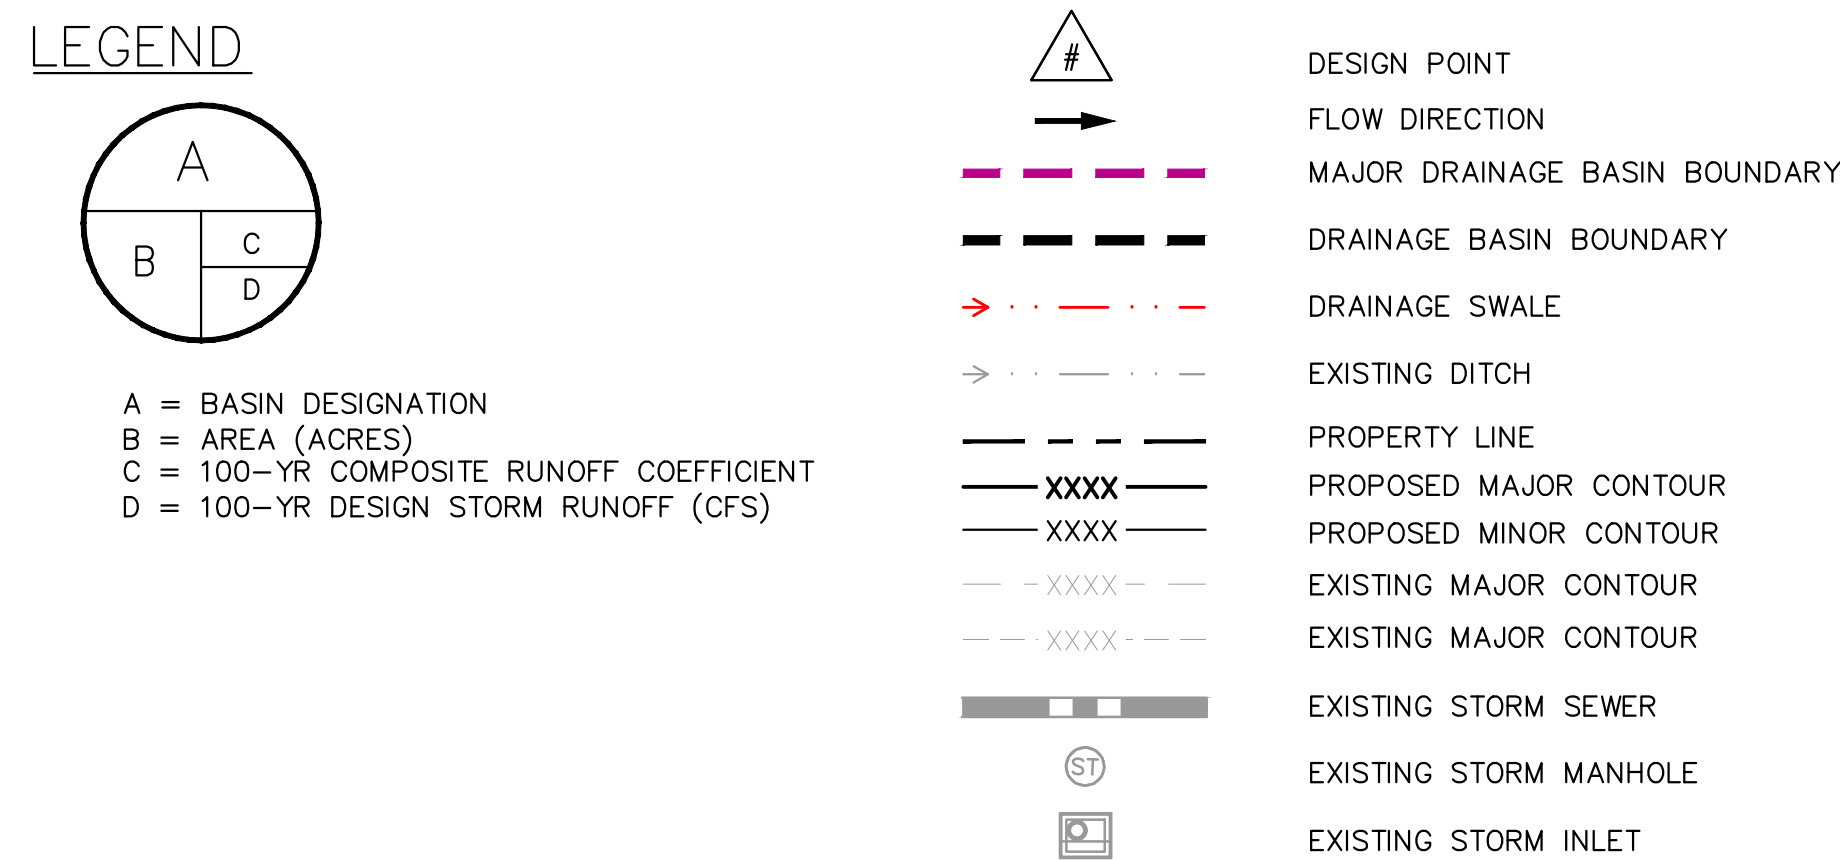 LEGEND
A
B
C
D
A = BASIN DESIGNATION
B = AREA (ACRES)
C = 100-YR COMPOSITE RUNOFF COEFFICIENT
D = 100-YR DESIGN STORM RUNOFF (CFS)
# DESIGN POINT
FLOW DIRECTION
MAJOR DRAINAGE BASIN BOUNDARY
DRAINAGE BASIN BOUNDARY
DRAINAGE SWALE
EXISTING DITCH
PROPERTY LINE
XXXX PROPOSED MAJOR CONTOUR
XXXX PROPOSED MINOR CONTOUR
XXXX EXISTING MAJOR CONTOUR
XXXX EXISTING MAJOR CONTOUR
EXISTING STORM SEWER
ST EXISTING STORM MANHOLE
EXISTING STORM INLET